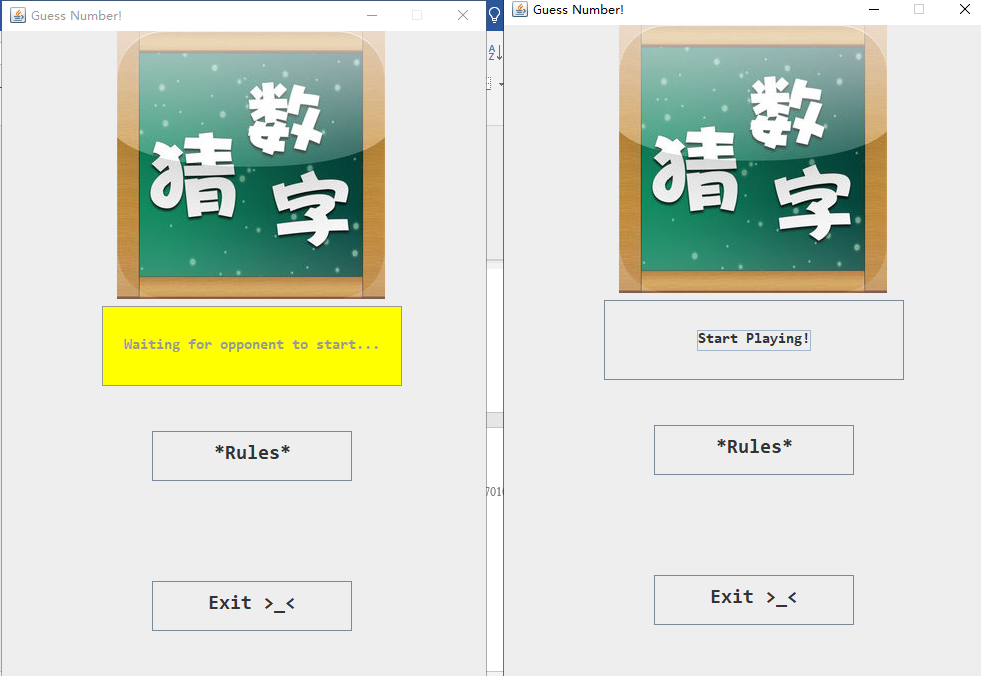 Guess Number!
猜数字
Waiting for opponent to start...
*Rules*
Exit >_<
A
Z
Guess Number!
猜数字
Start Playing!
*Rules*
Exit >_<